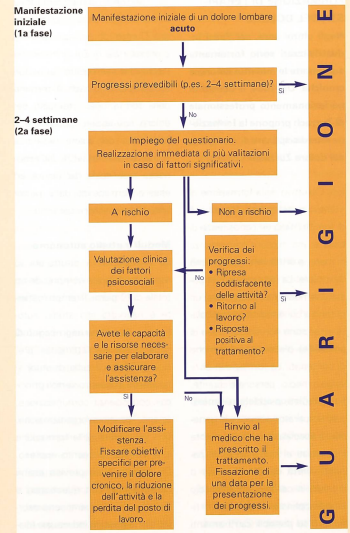 Manifestazione
iniziale
(1a fase)
Manifestazione iniziale di un dolore lombare
acuto
Progressi prevedibili (p.es. 2–4 settimane)?
Si
No
2–4 settimane
(2a fase)
Impiego del questionario.
Realizzazione immediata di più valitazioni
in caso di fattori significativi.
A rischio
Non a rischio
Valutazione clinica
dei fattori
psicosociali
No
Verifica dei
progressi:
• Ripresa
soddisfacente
delle attività?
• Ritorno al
lavoro?
• Risposta
positiva al
trattamento?
Si
Avete le capacità
e le risorse neces-
sarie per elaborare
e assicurare
l'assistenza?
Si
No
Modificare l'assi-
stenza.
Fissare obiettivi
specifici per pre-
venire il dolore
cronico, la riduzione
dell'attività e la
perdita del posto di
lavoro.
Rinvio al
medico che ha
prescritto il
trattamento.
Fissazione di
una data per la
presentazione
dei progressi.
GUARIGIONE